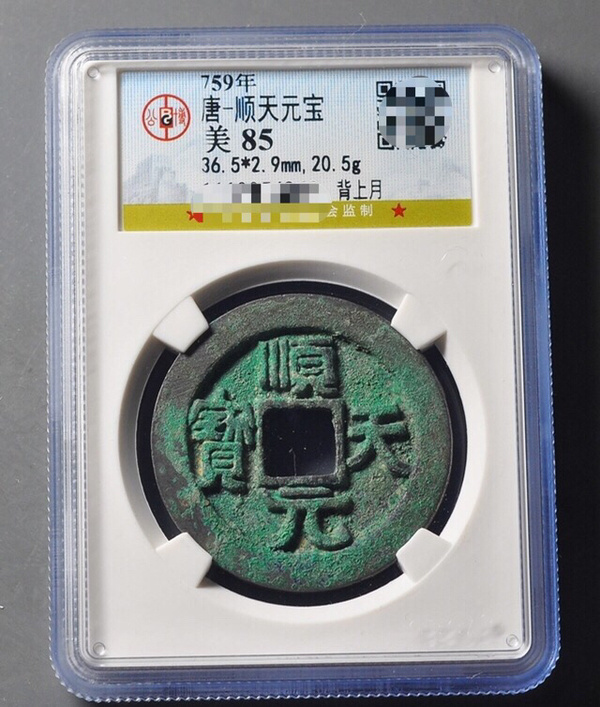 759年
唐-顺天元宝
美 85
36.5*2.9mm, 20.5g
背上月
会监制
順
天
元
寶